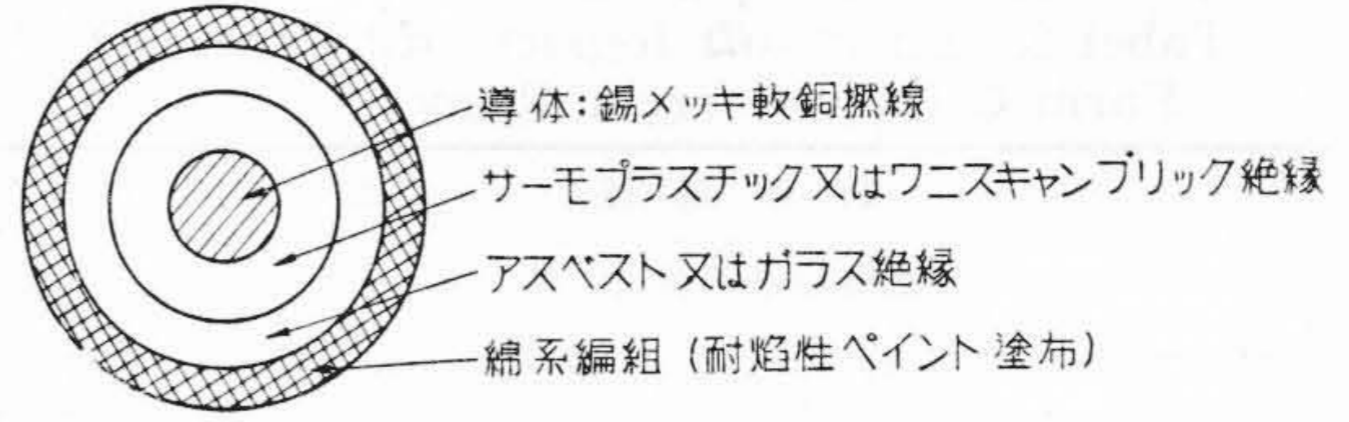 導体:錫メッキ軟銅撚線
サーモプラスチック又はワニスキャンブリック絶縁
アスベスト又はガラス絶縁
綿糸編組(耐焰性ペイント塗布)